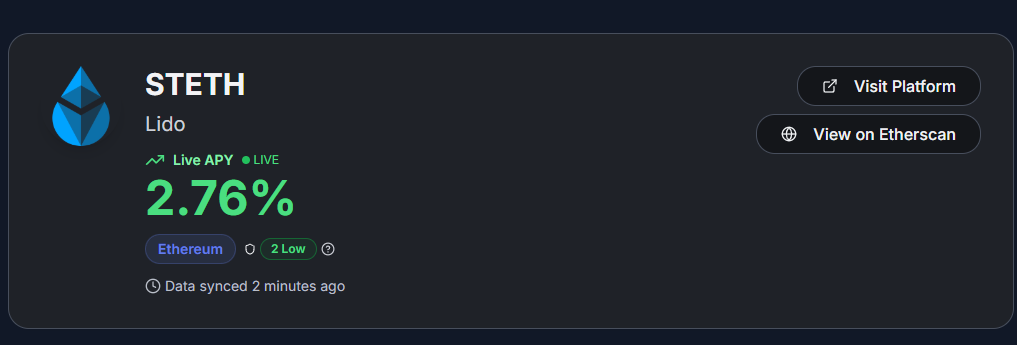 STETH
Lido
Live APY LIVE
2.76%
Ethereum 2 Low
Data synced 2 minutes ago
Visit Platform
View on Etherscan